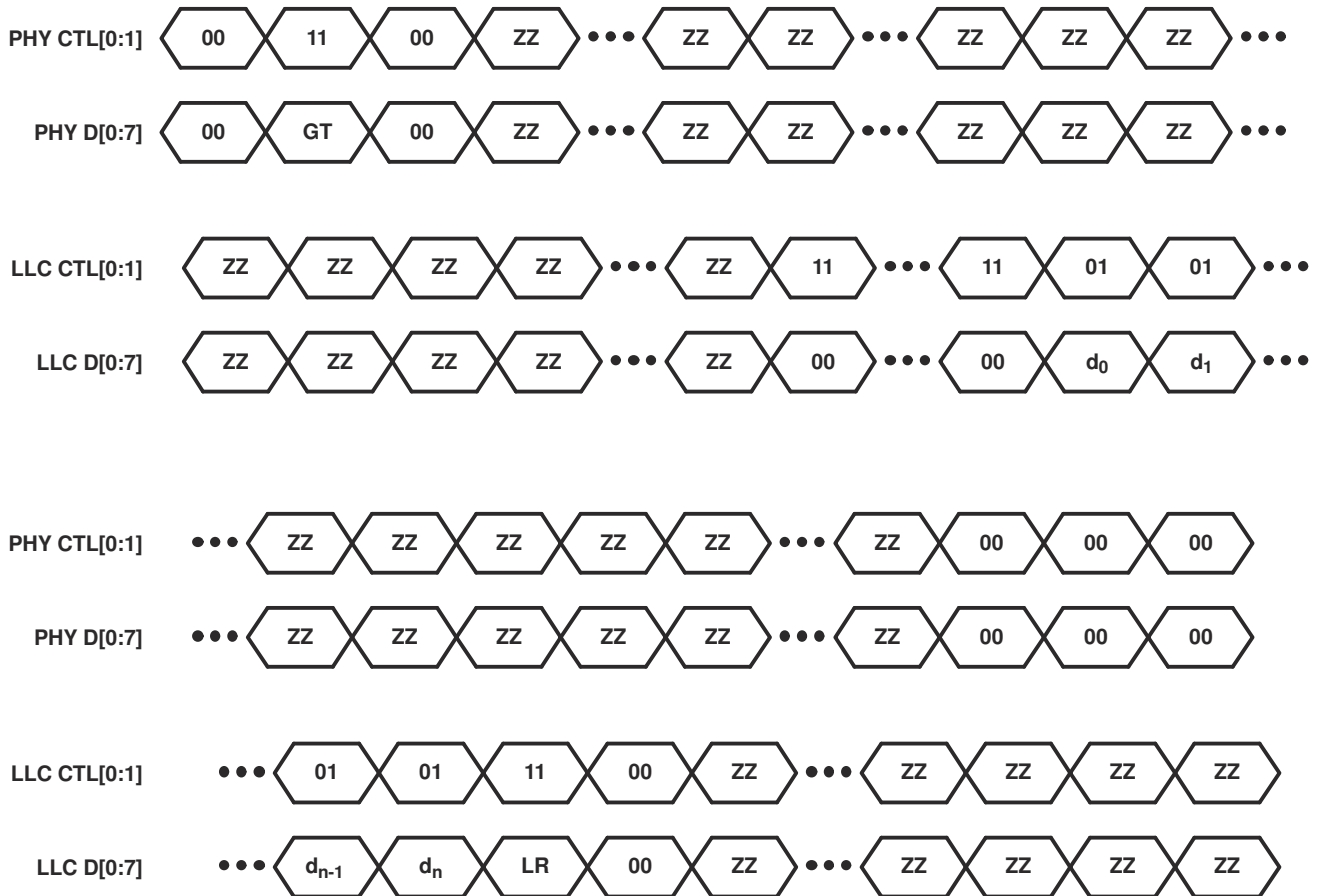 PHY CTL[0:1] 00 11 00 ZZ ••• ZZ ZZ ••• ZZ ZZ ZZ •••
PHY D[0:7] 00 GT 00 ZZ ••• ZZ ZZ ••• ZZ ZZ ZZ •••
LLC CTL[0:1] ZZ ZZ ZZ ZZ ••• ZZ 11 ••• 11 01 01 •••
LLC D[0:7] ZZ ZZ ZZ ZZ ••• ZZ 00 ••• 00 d0 d1 •••
PHY CTL[0:1] ••• ZZ ZZ ZZ ZZ ZZ ••• ZZ 00 00 00
PHY D[0:7] ••• ZZ ZZ ZZ ZZ ZZ ••• ZZ 00 00 00
LLC CTL[0:1] ••• 01 01 11 00 ZZ ••• ZZ ZZ ZZ ZZ
LLC D[0:7] ••• dn-1 dn LR 00 ZZ ••• ZZ ZZ ZZ ZZ